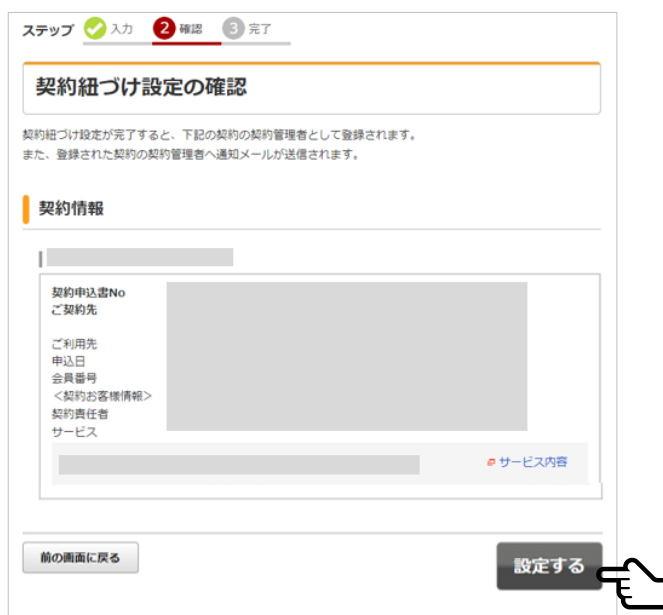 ステップ 入力 2 確認 3 完了
契約紐づけ設定の確認
契約紐づけ設定が完了すると、下記の契約の契約管理者として登録されます。
また、登録された契約の契約管理者へ通知メールが送信されます。
契約情報
契約申込書No
ご契約先
ご利用先
申込日
会員番号
<契約お客様情報>
契約責任者
サービス
サービス内容
前の画面に戻る
設定する